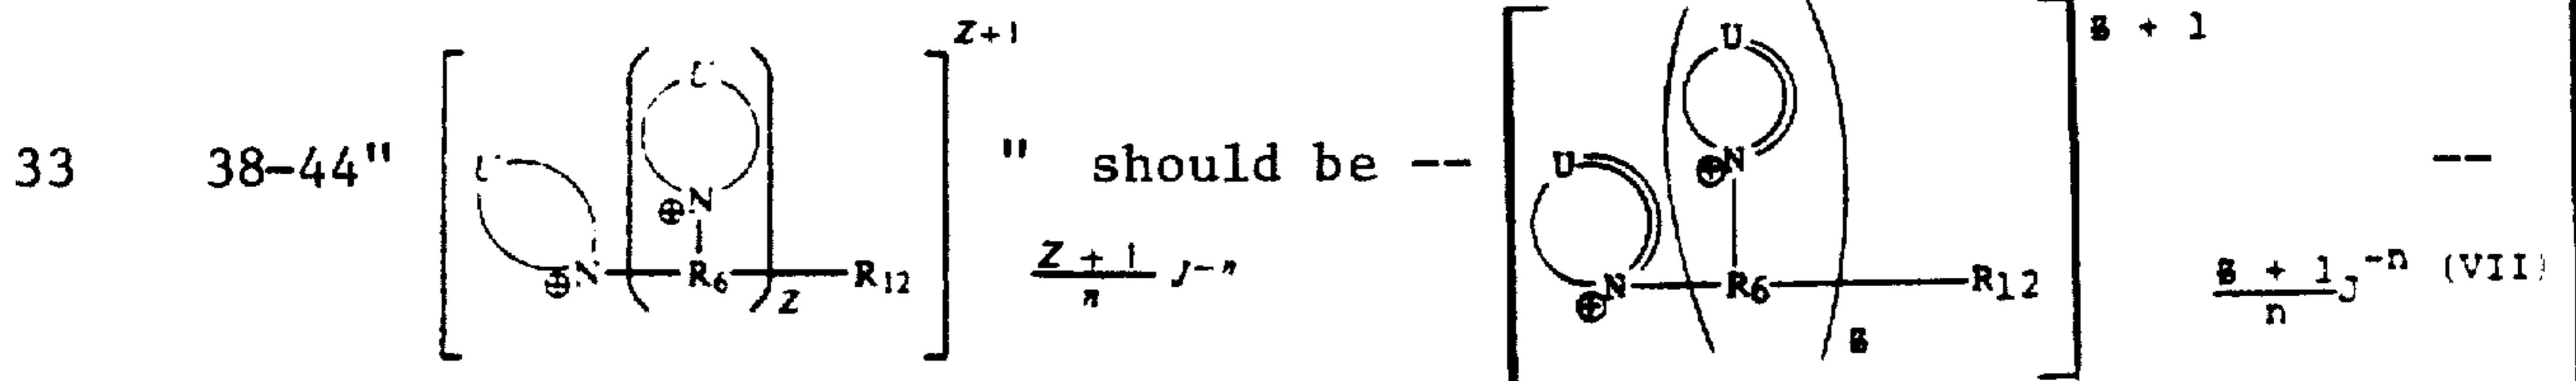 33 38-44" [ U ⊕N ( U ⊕N R6 )Z R12 ]Z+1 Z + 1 / n J-n " should be -- [ U ⊕N ( U ⊕N R6 ) R12 ] + 1 + 1 / n J-n (VII) --